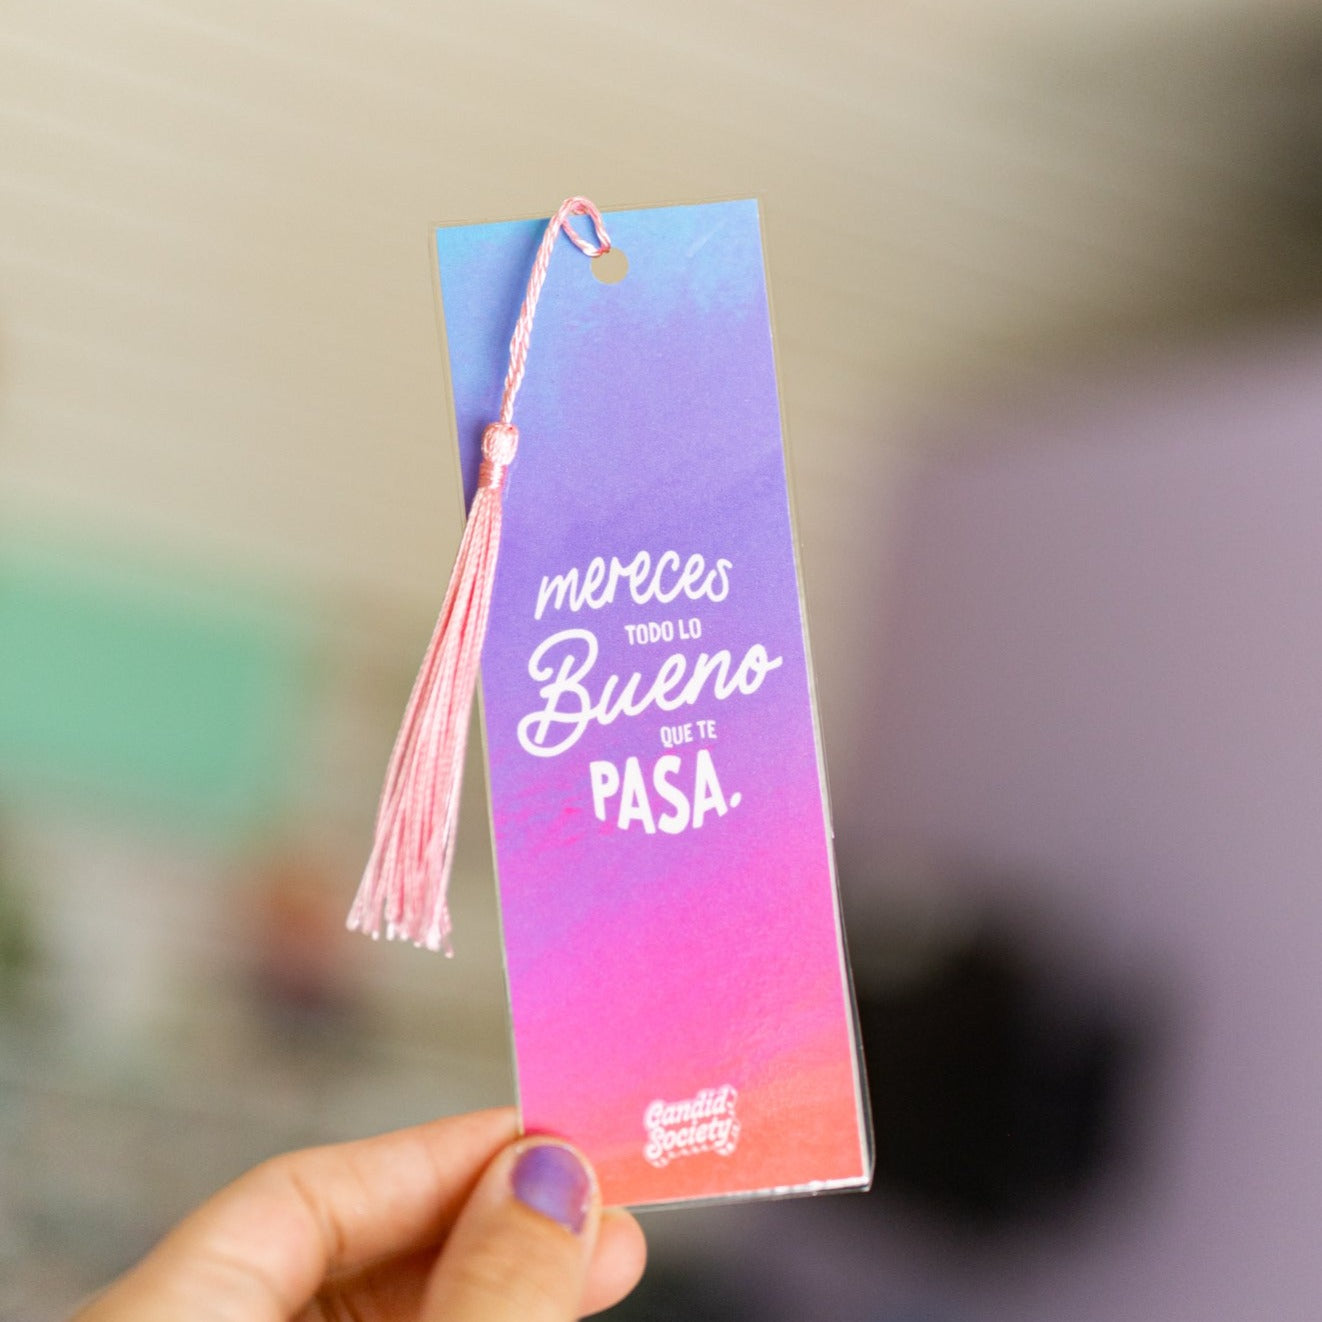 mereces
TODO LO
Bueno
QUE TE
PASA.
Candid
Society